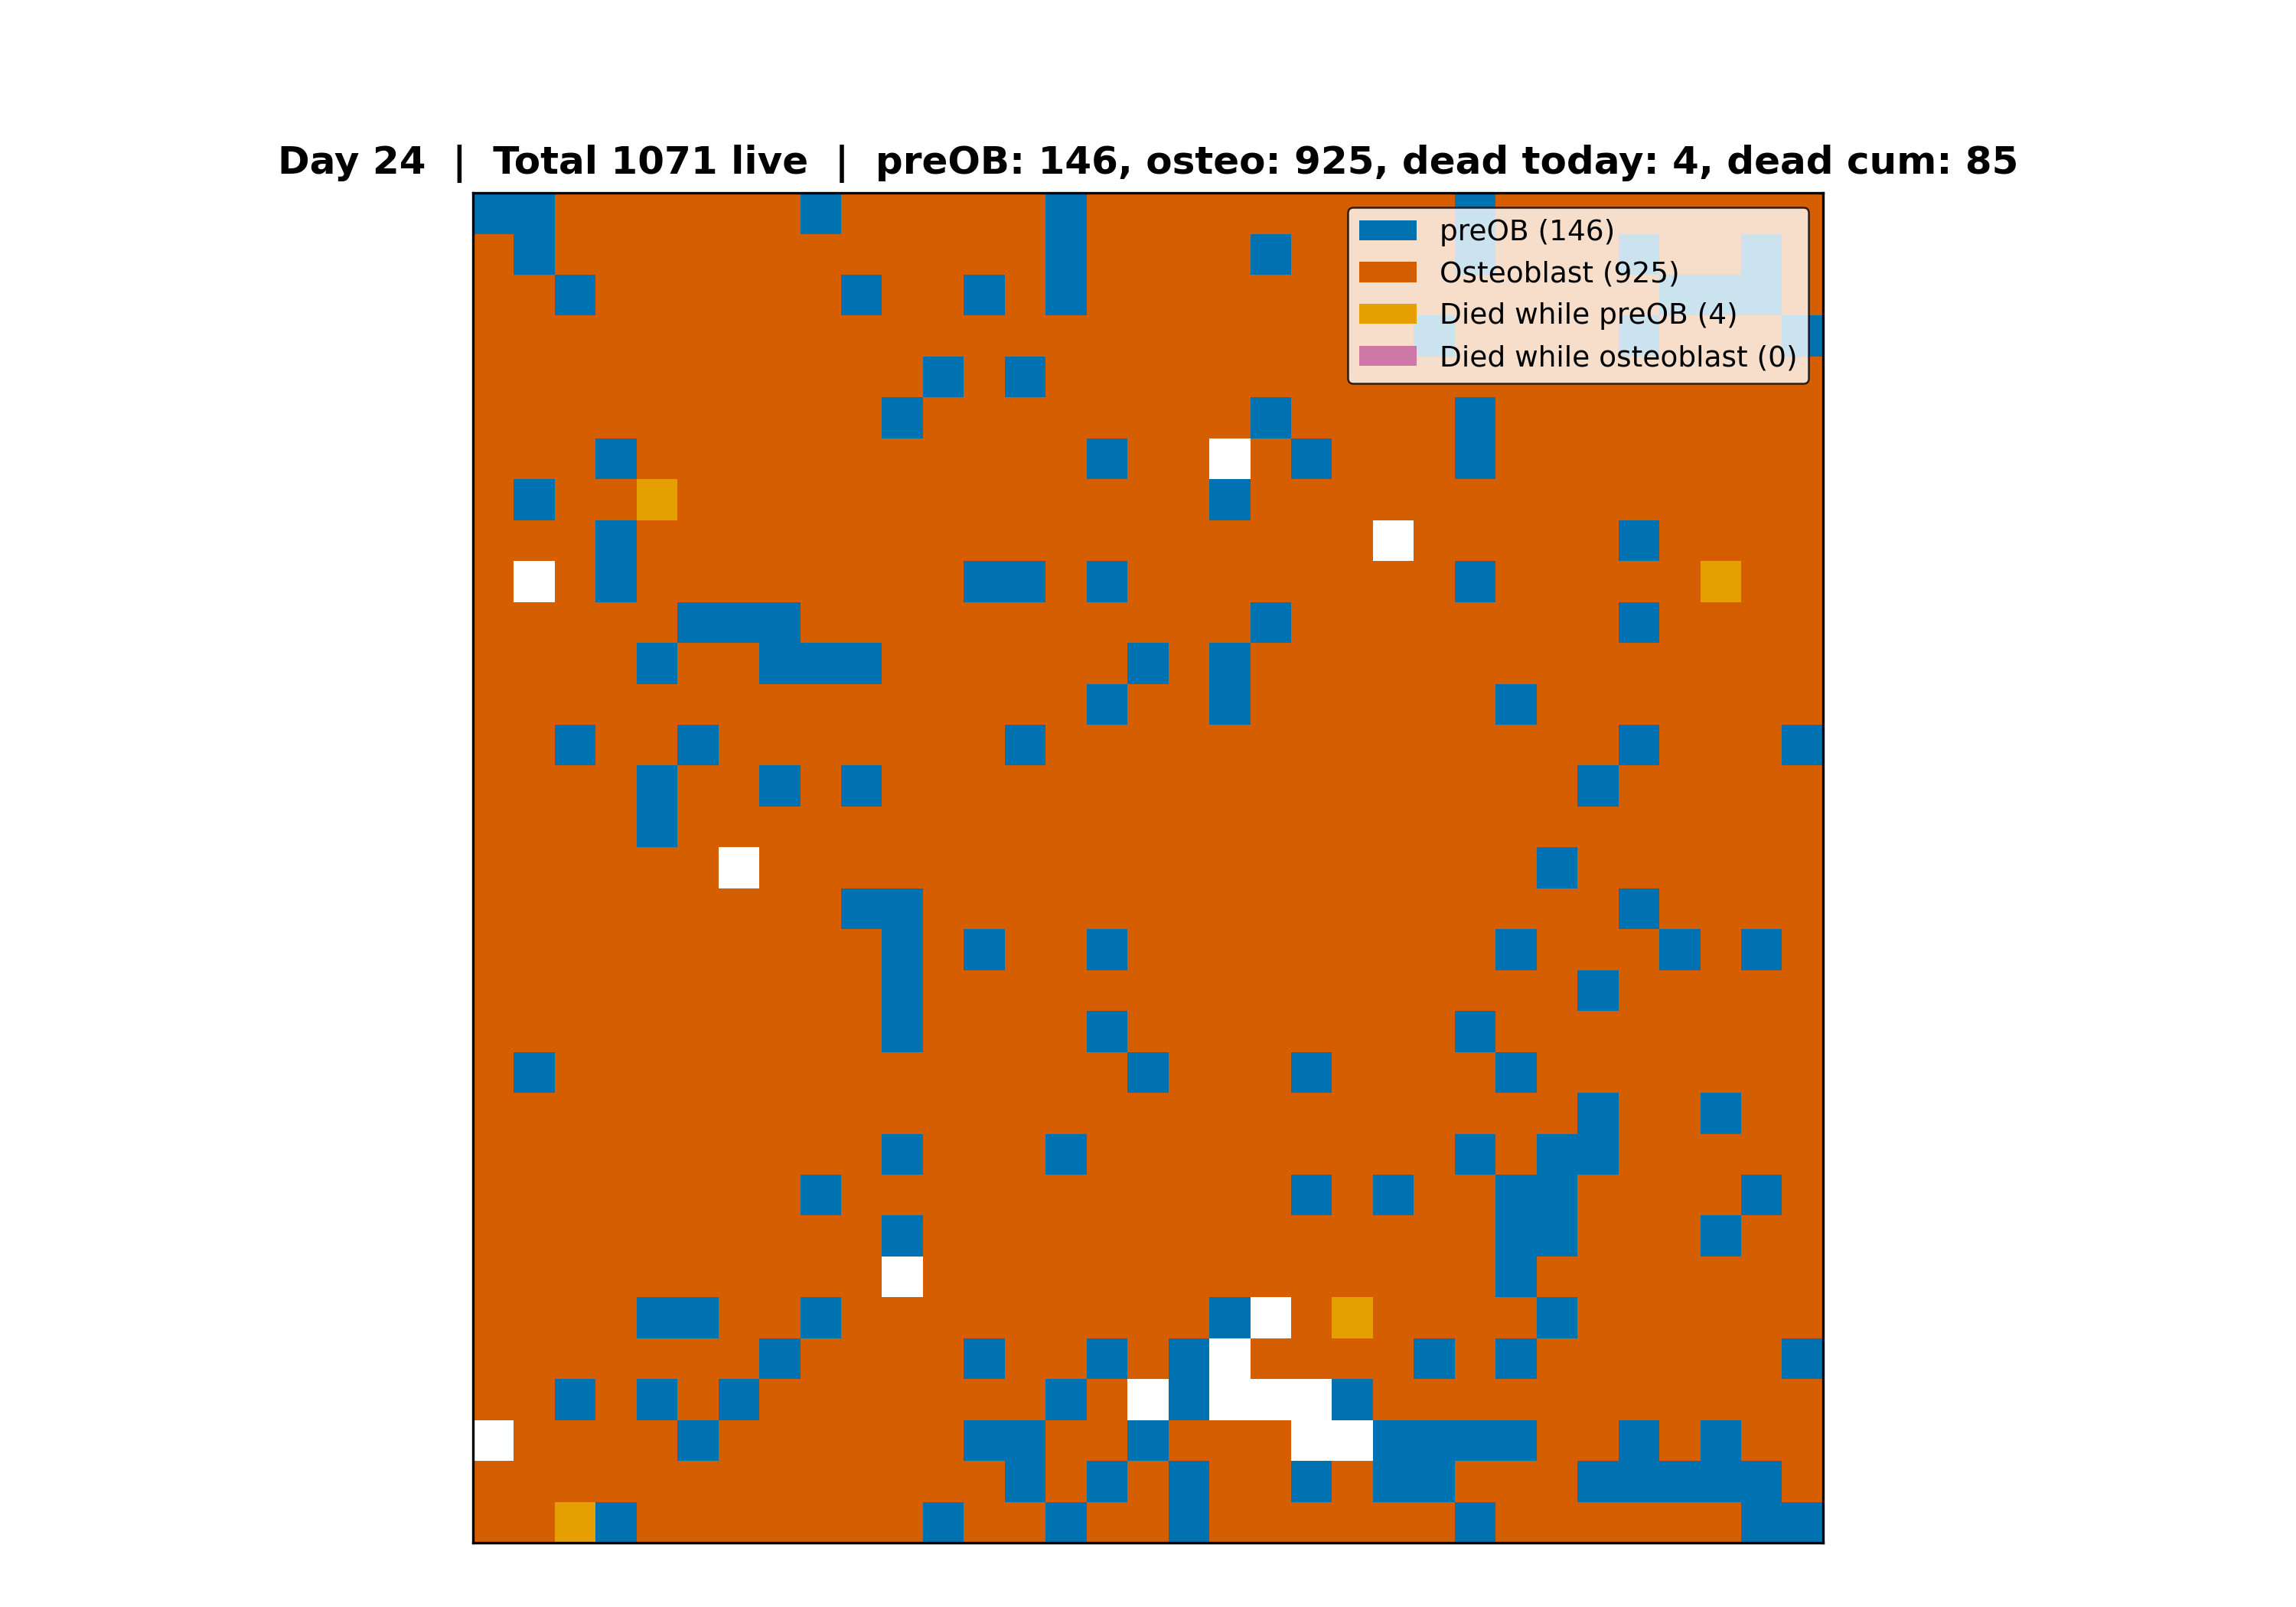 Day 24 | Total 1071 live | preOB: 146, osteo: 925, dead today: 4, dead cum: 85
preOB (146)
Osteoblast (925)
Died while preOB (4)
Died while osteoblast (0)